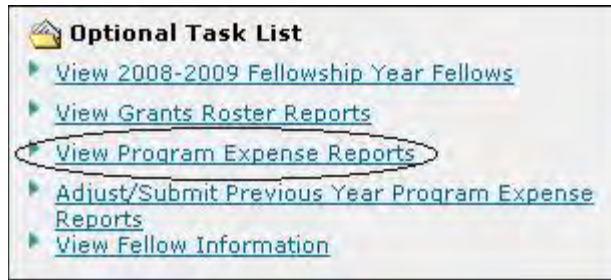 Optional Task List
View 2008-2009 Fellowship Year Fellows
View Grants Roster Reports
View Program Expense Reports
Adjust/Submit Previous Year Program Expense
Reports
View Fellow Information